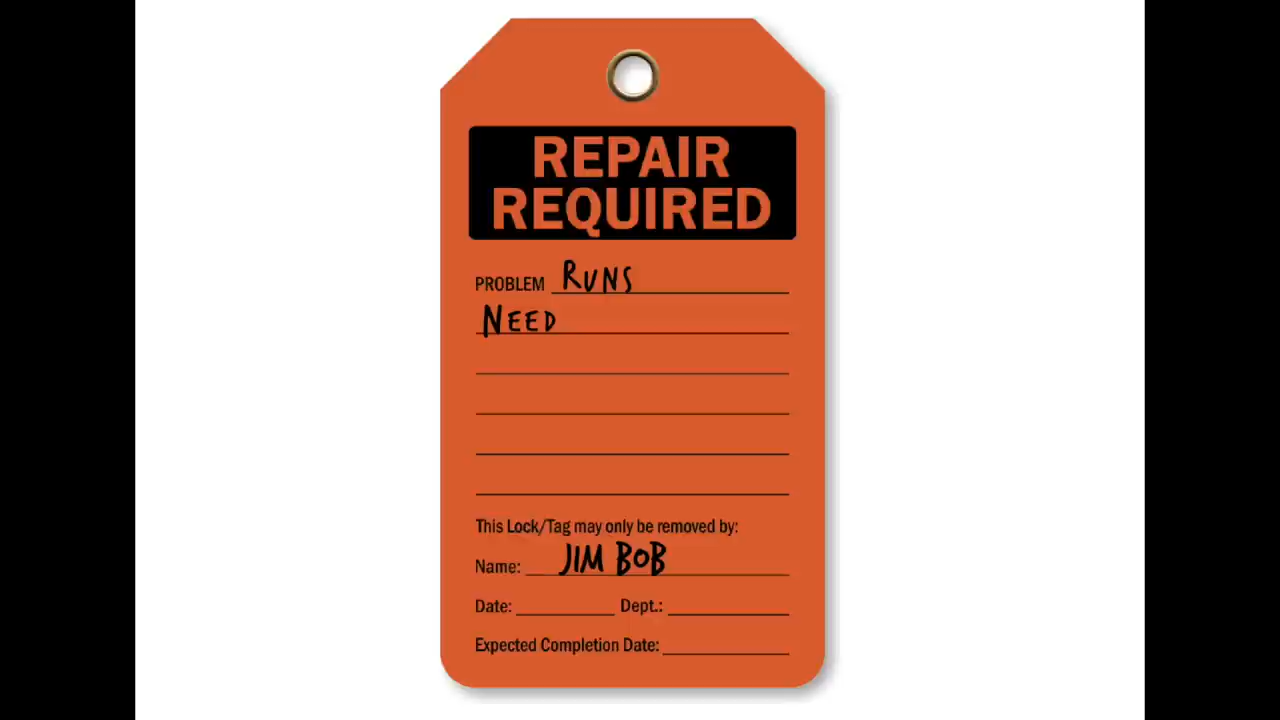 REPAIR
REQUIRED
PROBLEM RUNS
NEED
This Lock/Tag may only be removed by:
Name: JIM BOB
Date: Dept.:
Expected Completion Date: